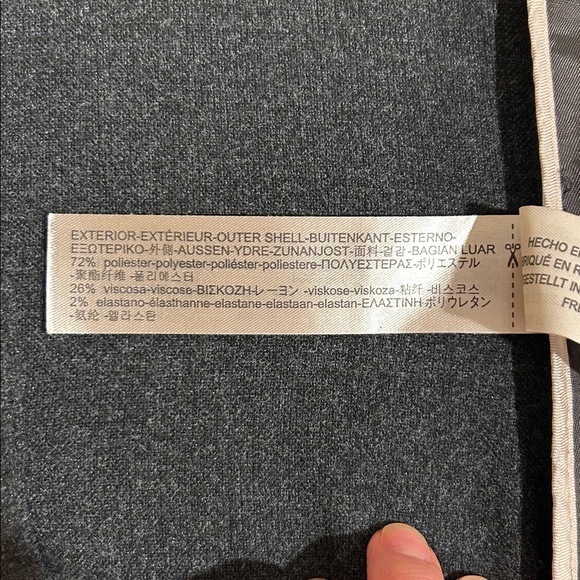 EXTERIOR-EXTÉRIEUR-OUTER SHELL-BUITENKANT-ESTERNO-
ΕΞΩΤΕΡΙΚΟ-外側-AUSSEN-YDRE-ZUNANJOST-面料-겉감-BAGIAN LUAR
72% poliester-polyester-poliéster-poliestere-ΠΟΛΥΕΣΤΕΡΑΣ-ポリエステル
-聚酯纤维-폴리에스터
26% viscosa-viscose-ΒΙΣΚΟΖΗ-レーヨン -viskose-viskoza-粘纤-비스코스
2% elastano-élasthanne-elastane-elastaan-elastan-ΕΛΑΣΤΙΝΗ-ポリウレタン
-氨纶-엘라스탄
HECHO E
RIQUÉ EN
ESTELLT IN
FR